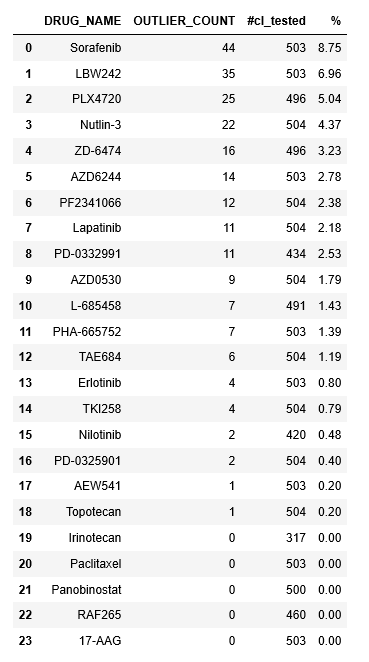 DRUG_NAME OUTLIER_COUNT #cl_tested %
0 Sorafenib 44 503 8.75
1 LBW242 35 503 6.96
2 PLX4720 25 496 5.04
3 Nutlin-3 22 504 4.37
4 ZD-6474 16 496 3.23
5 AZD6244 14 503 2.78
6 PF2341066 12 504 2.38
7 Lapatinib 11 504 2.18
8 PD-0332991 11 434 2.53
9 AZD0530 9 504 1.79
10 L-685458 7 491 1.43
11 PHA-665752 7 503 1.39
12 TAE684 6 504 1.19
13 Erlotinib 4 503 0.80
14 TKI258 4 504 0.79
15 Nilotinib 2 420 0.48
16 PD-0325901 2 504 0.40
17 AEW541 1 503 0.20
18 Topotecan 1 504 0.20
19 Irinotecan 0 317 0.00
20 Paclitaxel 0 503 0.00
21 Panobinostat 0 500 0.00
22 RAF265 0 460 0.00
23 17-AAG 0 503 0.00